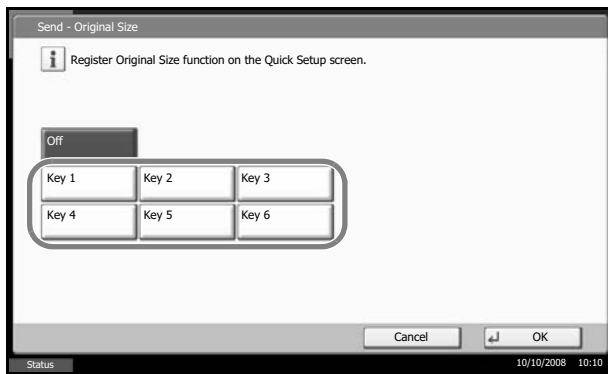 Send - Original Size
Register Original Size function on the Quick Setup screen.
Off
Key 1 Key 2 Key 3
Key 4 Key 5 Key 6
Cancel OK
Status 10/10/2008 10:10